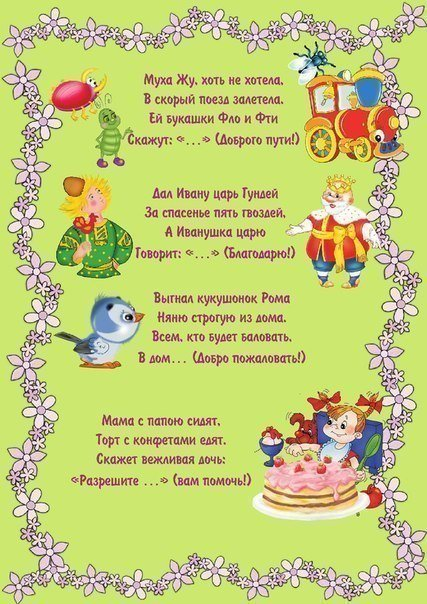 Муха Жу, хоть не хотела,
В скорый поезд залетела.
Ей букашки Фло и Фти
Скажут: «...» (Доброго пути!)
Дал Ивану царь Гундей
За спасенье пять гвоздей,
А Иванушка царю
Говорит: «...» (Благодарю!)
Выгнал кукушонок Рома
Няню строгую из дома.
Всем, кто будет баловать,
В дом... (Добро пожаловать!)
Мама с папою сидят,
Торт с конфетами едят.
Скажет вежливая дочь:
«Разрешите ...» (вам помочь!)